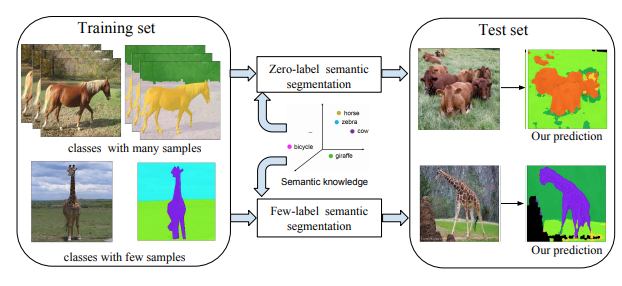 Training set
classes with many samples
classes with few samples
Zero-label semantic
segmentation
horse
zebra
cow
bicycle
giraffe
Semantic knowledge
Few-label semantic
segmentation
Test set
Our prediction
Our prediction